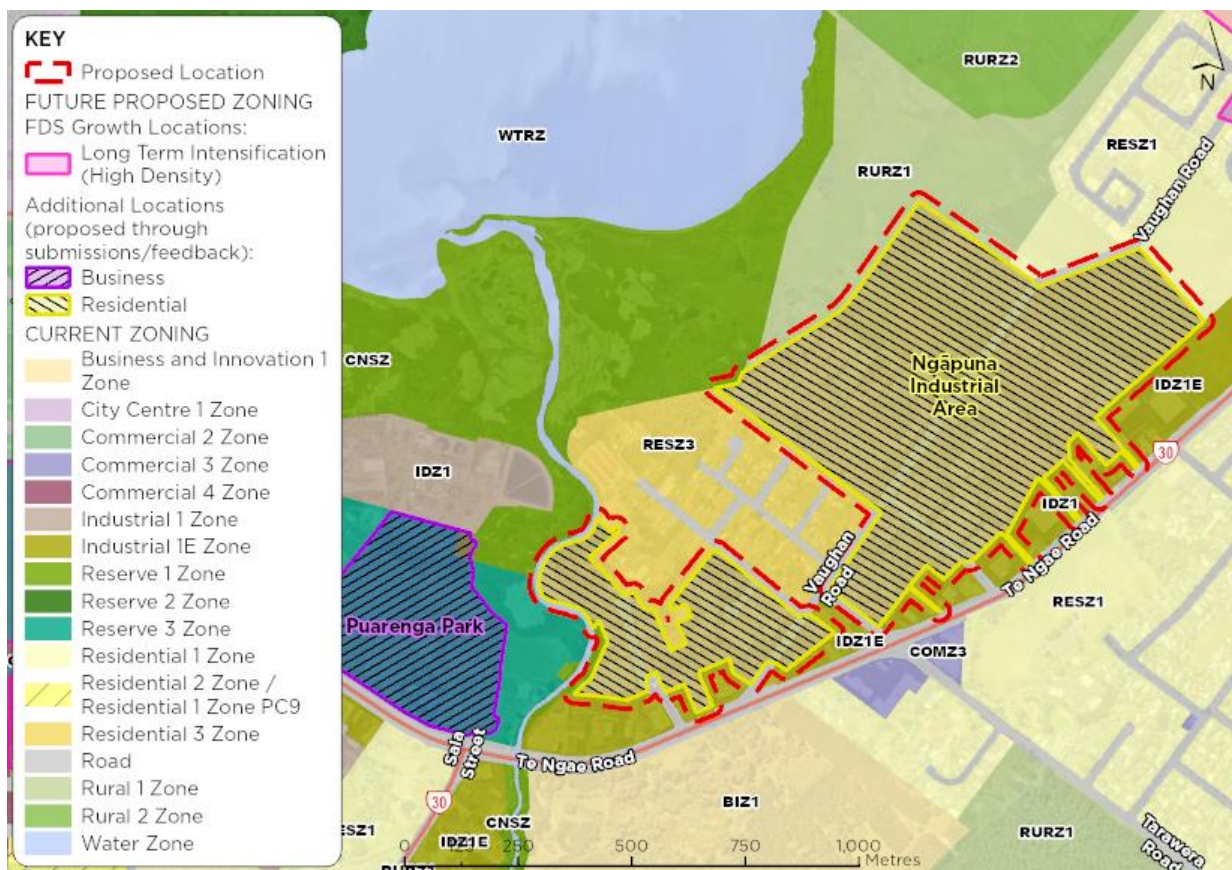 KEY
Proposed Location
FUTURE PROPOSED ZONING
FDS Growth Locations:
Long Term Intensification
(High Density)
Additional Locations
(proposed through
submissions/feedback):
Business
Residential
CURRENT ZONING
Business and Innovation 1
Zone
City Centre 1 Zone
Commercial 2 Zone
Commercial 3 Zone
Commercial 4 Zone
Industrial 1 Zone
Industrial 1E Zone
Reserve 1 Zone
Reserve 2 Zone
Reserve 3 Zone
Residential 1 Zone
Residential 2 Zone /
Residential 1 Zone PC9
Residential 3 Zone
Road
Rural 1 Zone
Rural 2 Zone
Water Zone
RURZ2
N
WTRZ
RESZ1
RURZ1
Vaughan Road
CNSZ
Ngāpuna
Industrial
Area
IDZ1E
RESZ3
30
IDZ1
IDZ1
Te Ngae Road
Vaughan
Road
RESZ1
Puarenga Park
IDZ1E
COMZ3
Sala
Street
Te Ngae Road
BIZ1
30
CNSZ
ESZ1
IDZ1E
RURZ1
Tarawera
Road
0 125 250 500 750 1,000
Metres